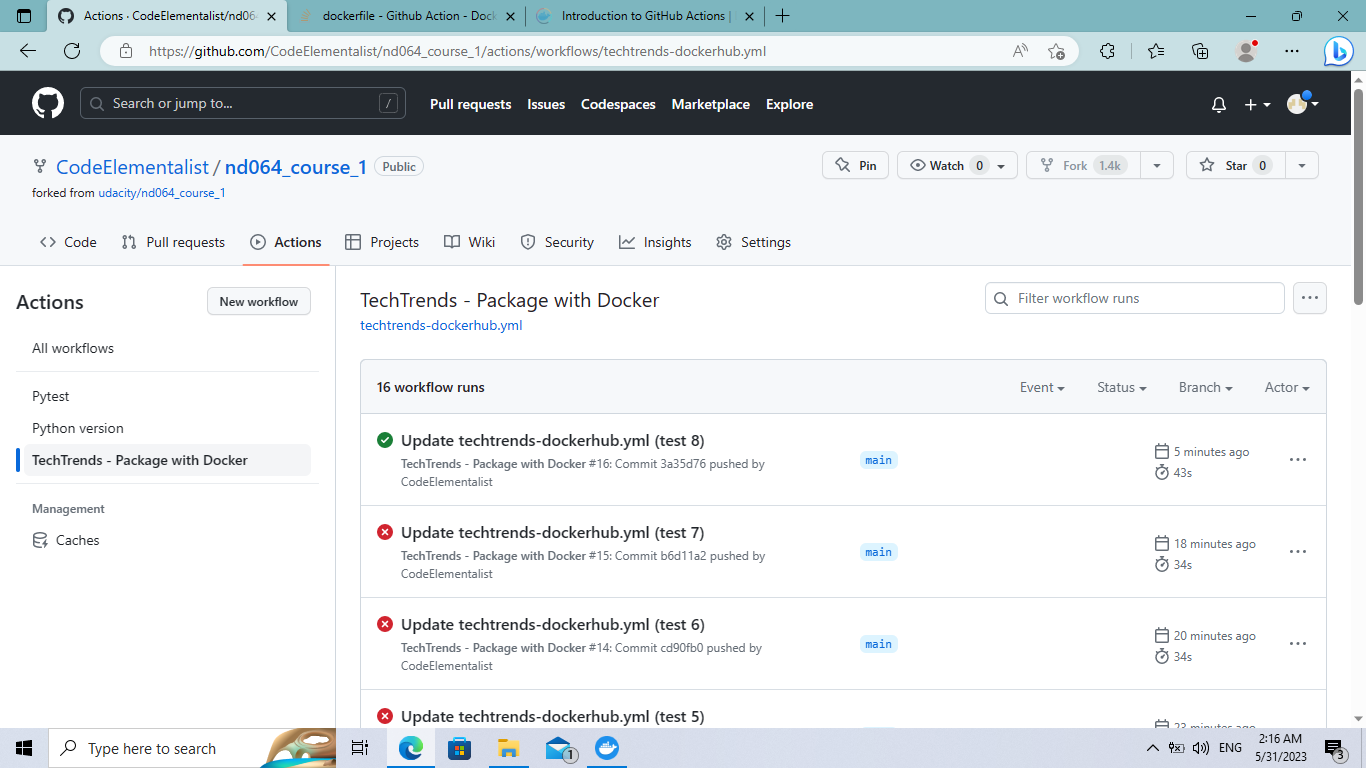 Actions · CodeElementalist/nd064
dockerfile - Github Action - Dock
Introduction to GitHub Actions |
https://github.com/CodeElementalist/nd064_course_1/actions/workflows/techtrends-dockerhub.yml
Search or jump to...
/
Pull requests
Issues
Codespaces
Marketplace
Explore
CodeElementalist / nd064_course_1
Public
Pin
Watch 0
Fork 1.4k
Star 0
forked from udacity/nd064_course_1
Code
Pull requests
Actions
Projects
Wiki
Security
Insights
Settings
Actions
New workflow
All workflows
Pytest
Python version
TechTrends - Package with Docker
Management
Caches
TechTrends - Package with Docker
techtrends-dockerhub.yml
Filter workflow runs
16 workflow runs
Event
Status
Branch
Actor
Update techtrends-dockerhub.yml (test 8)
TechTrends - Package with Docker #16: Commit 3a35d76 pushed by
CodeElementalist
main
5 minutes ago
43s
Update techtrends-dockerhub.yml (test 7)
TechTrends - Package with Docker #15: Commit b6d11a2 pushed by
CodeElementalist
main
18 minutes ago
34s
Update techtrends-dockerhub.yml (test 6)
TechTrends - Package with Docker #14: Commit cd90fb0 pushed by
CodeElementalist
main
20 minutes ago
34s
Update techtrends-dockerhub.yml (test 5)
23 minutes ago
Type here to search
1
ENG
2:16 AM
5/31/2023
3